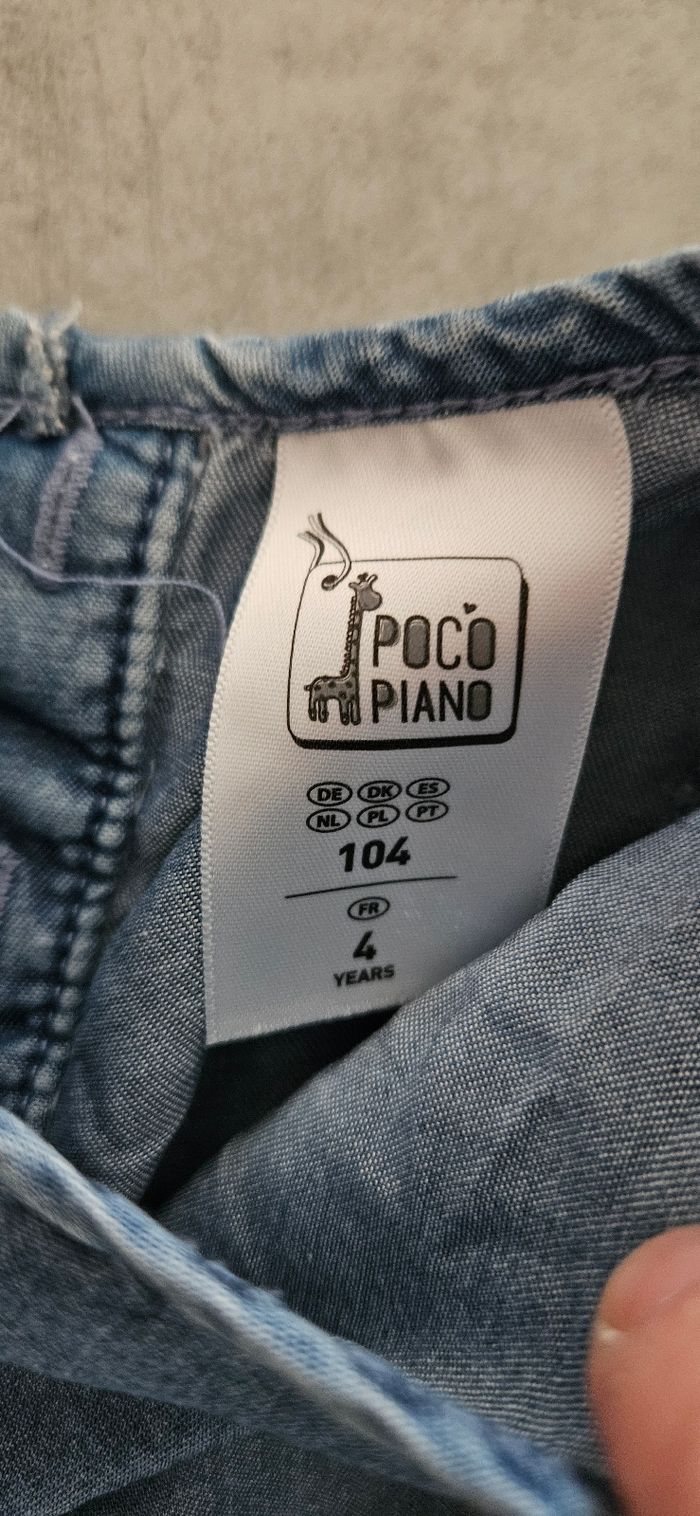 POCO
PIANO
DE DK ES
NL PL PT
104
FR
4
YEARS